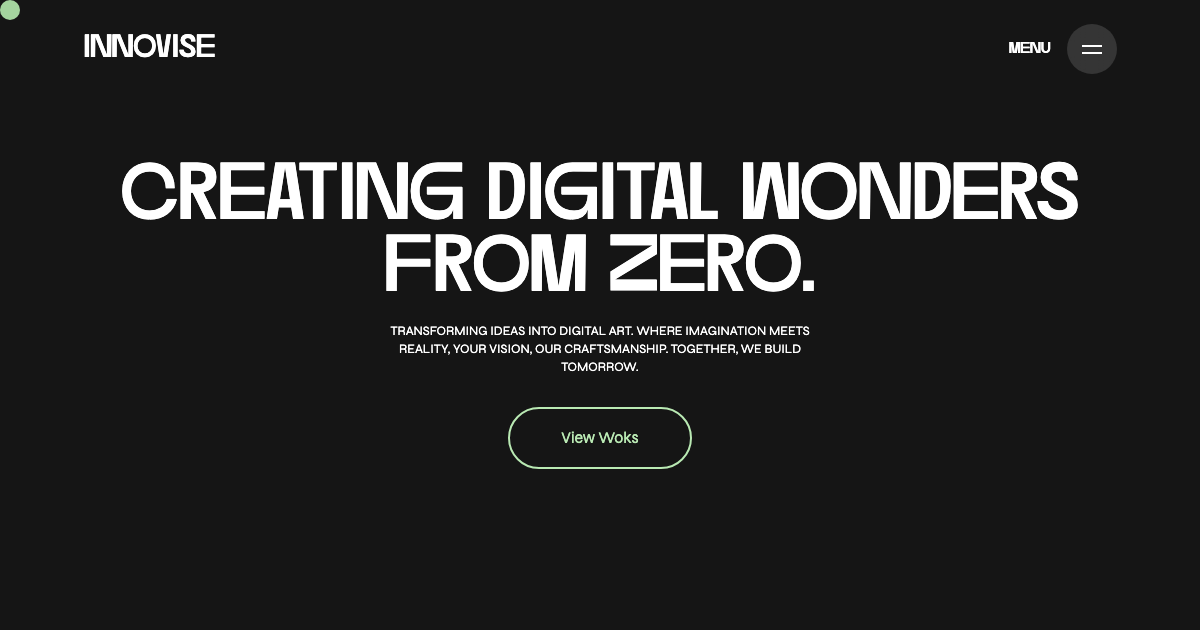 INNOVISE
MENU
CREATING DIGITAL WONDERS
FROM ZERO.
TRANSFORMING IDEAS INTO DIGITAL ART. WHERE IMAGINATION MEETS
REALITY, YOUR VISION, OUR CRAFTSMANSHIP. TOGETHER, WE BUILD
TOMORROW.
View Woks